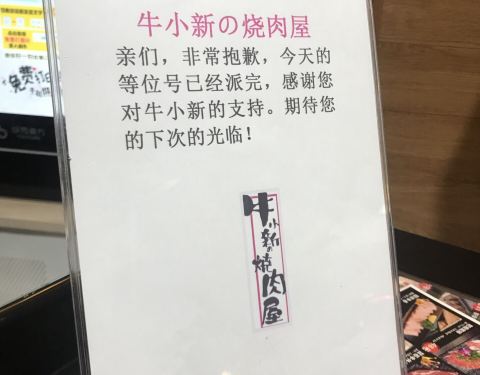 牛小新の烧肉屋
亲们，非常抱歉，今天的
等位号已经派完，感谢您
对牛小新的支持。期待您
的下次的光临！
牛小新の烧肉屋
免费